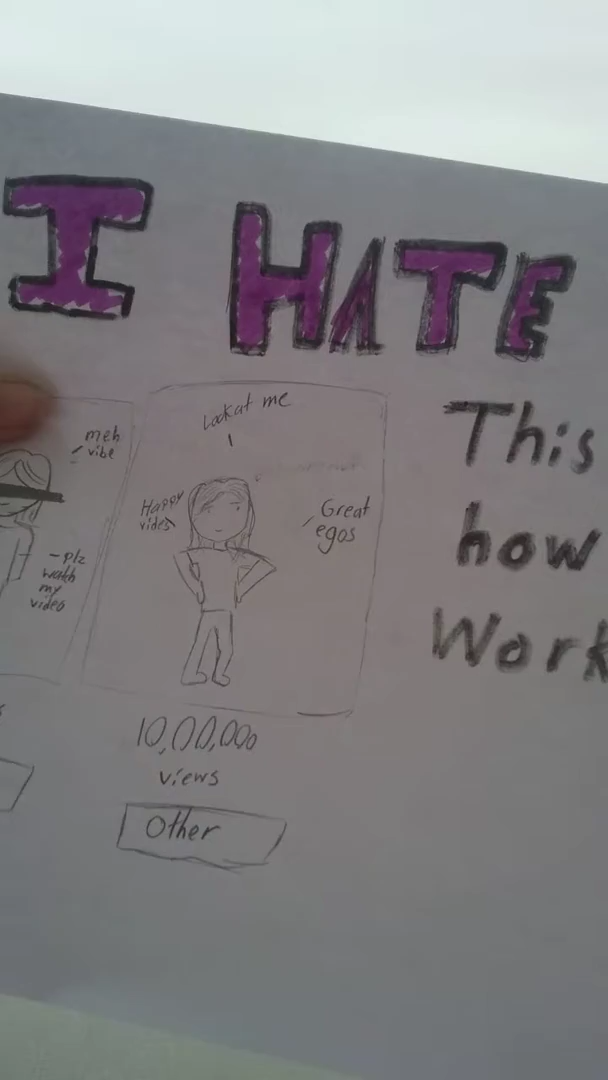 I HATE
This
how
Work
meh
vibe
-plz
watch
my
video
Look at me
Happy
vides
Great
egos
10,00,000
views
Other